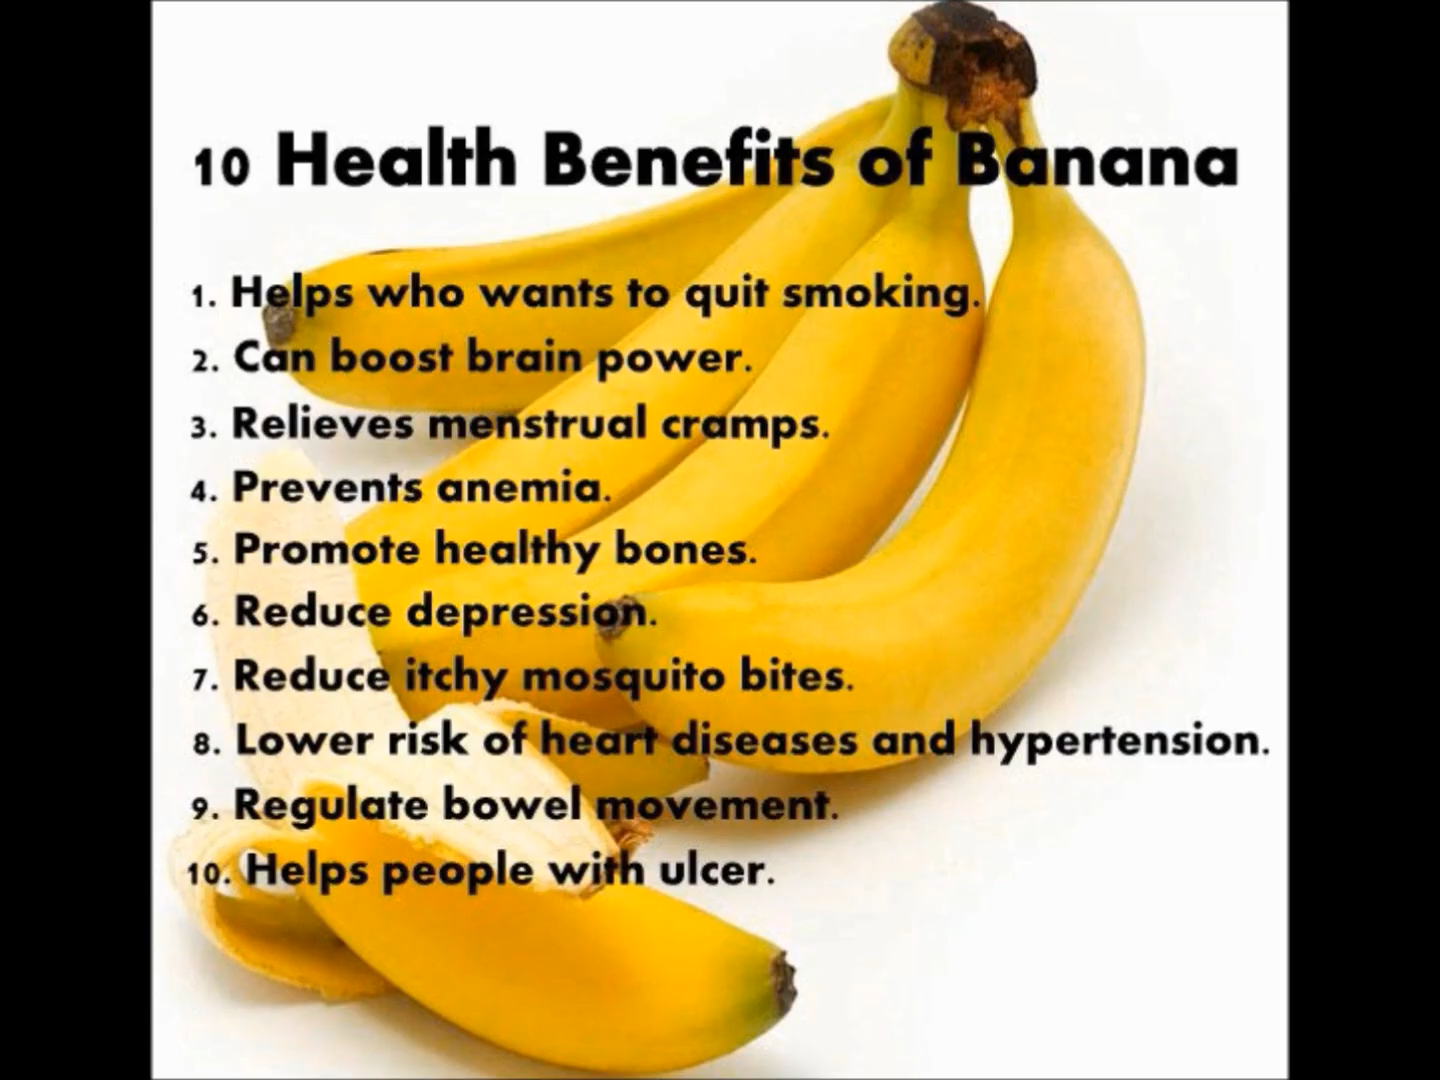 10 Health Benefits of Banana
1. Helps who wants to quit smoking.
2. Can boost brain power.
3. Relieves menstrual cramps.
4. Prevents anemia.
5. Promote healthy bones.
6. Reduce depression.
7. Reduce itchy mosquito bites.
8. Lower risk of heart diseases and hypertension.
9. Regulate bowel movement.
10. Helps people with ulcer.